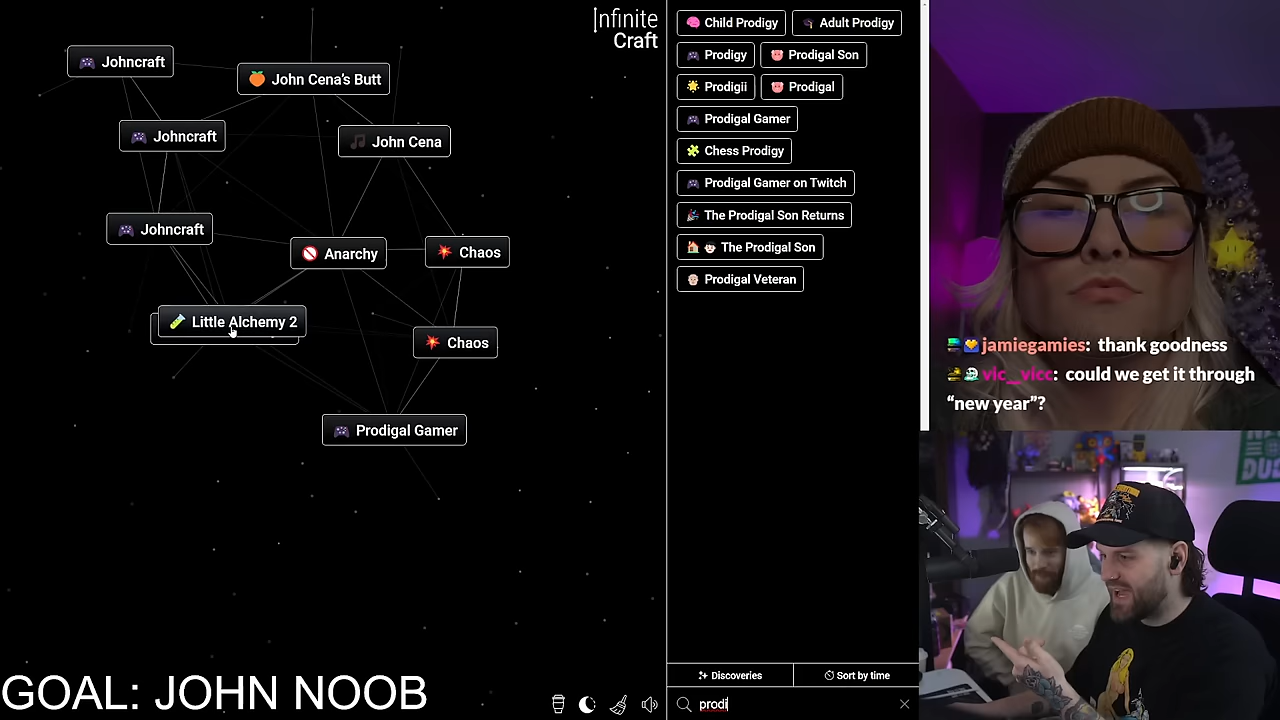 Johncraft
John Cena's Butt
Johncraft
John Cena
Johncraft
Anarchy
Chaos
Little Alchemy 2
Chaos
Prodigal Gamer
GOAL: JOHN NOOB
Infinite
Craft
Child Prodigy
Adult Prodigy
Prodigy
Prodigal Son
Prodigii
Prodigal
Prodigal Gamer
Chess Prodigy
Prodigal Gamer on Twitch
The Prodigal Son Returns
The Prodigal Son
Prodigal Veteran
Discoveries
Sort by time
prodi
jamiegamies: thank goodness
vic__vicc: could we get it through
“new year”?